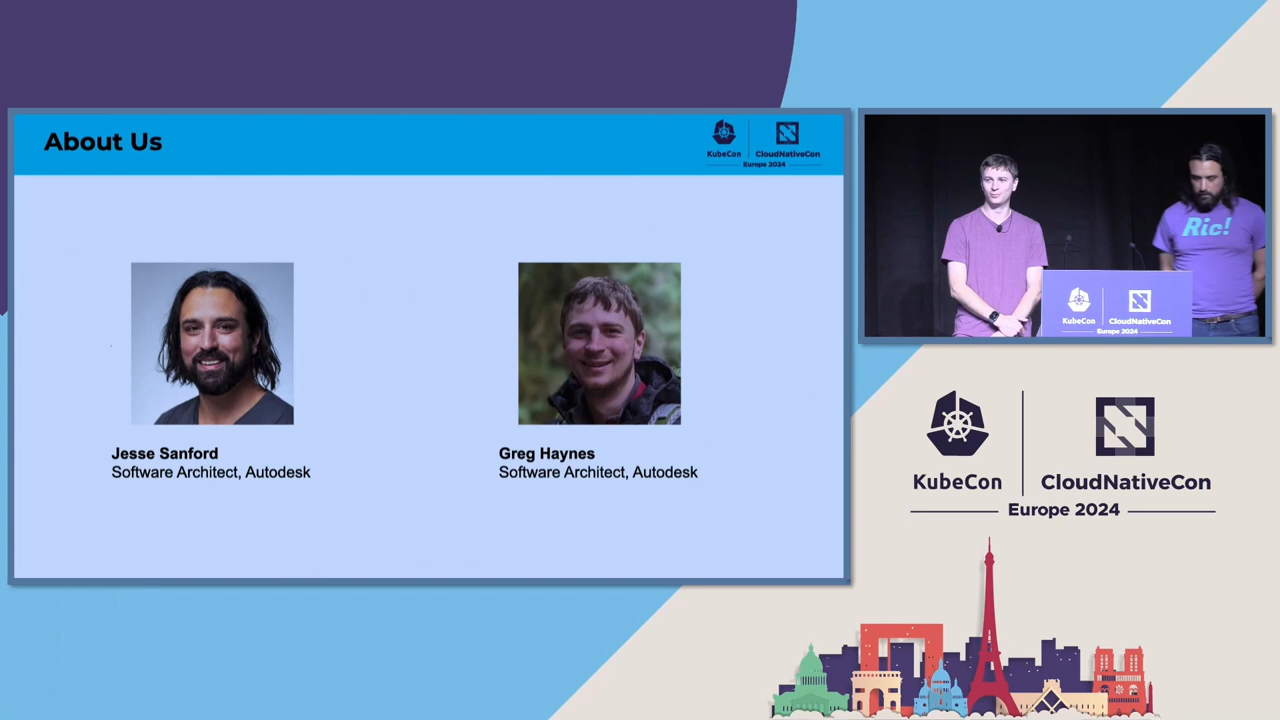 About Us
KubeCon
CloudNativeCon
Europe 2024
Jesse Sanford
Software Architect, Autodesk
Greg Haynes
Software Architect, Autodesk
Ric!
KubeCon
CloudNativeCon
Europe 2024
KubeCon
CloudNativeCon
Europe 2024